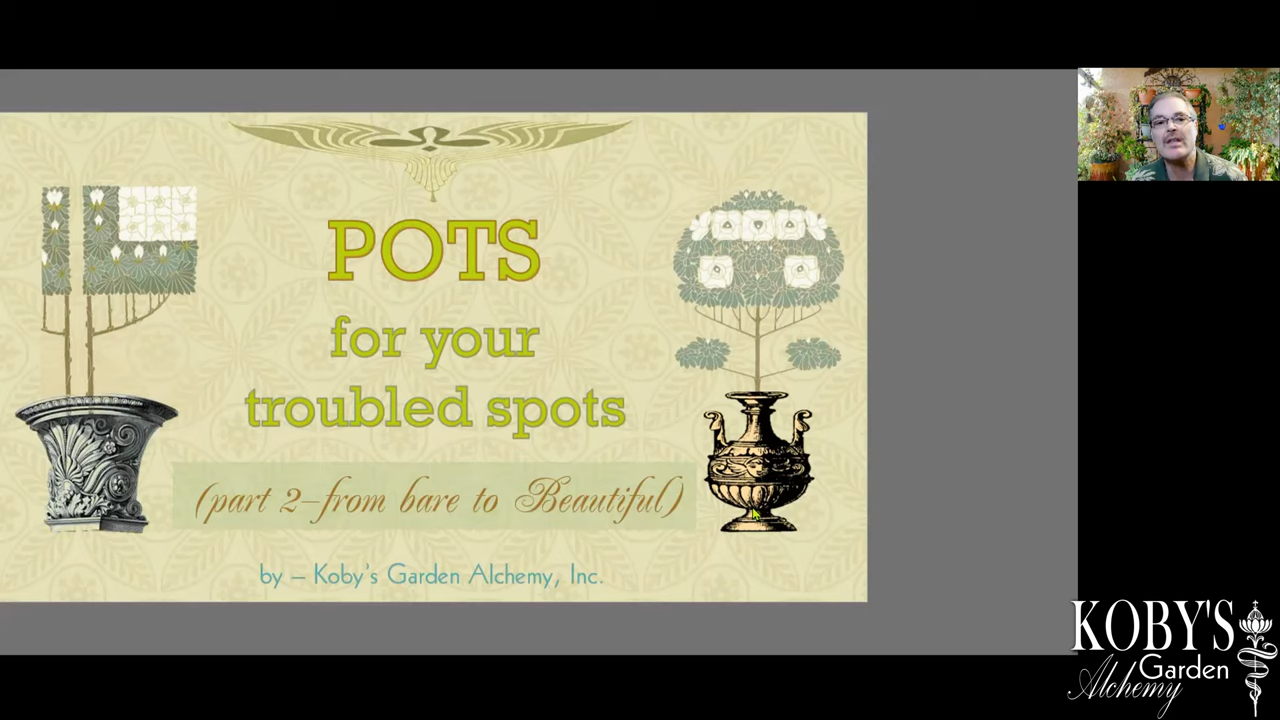 POTS
for your
troubled spots
(part 2–from bare to Beautiful)
by – Koby's Garden Alchemy, Inc.
KOBY'S
Garden
Alchemy